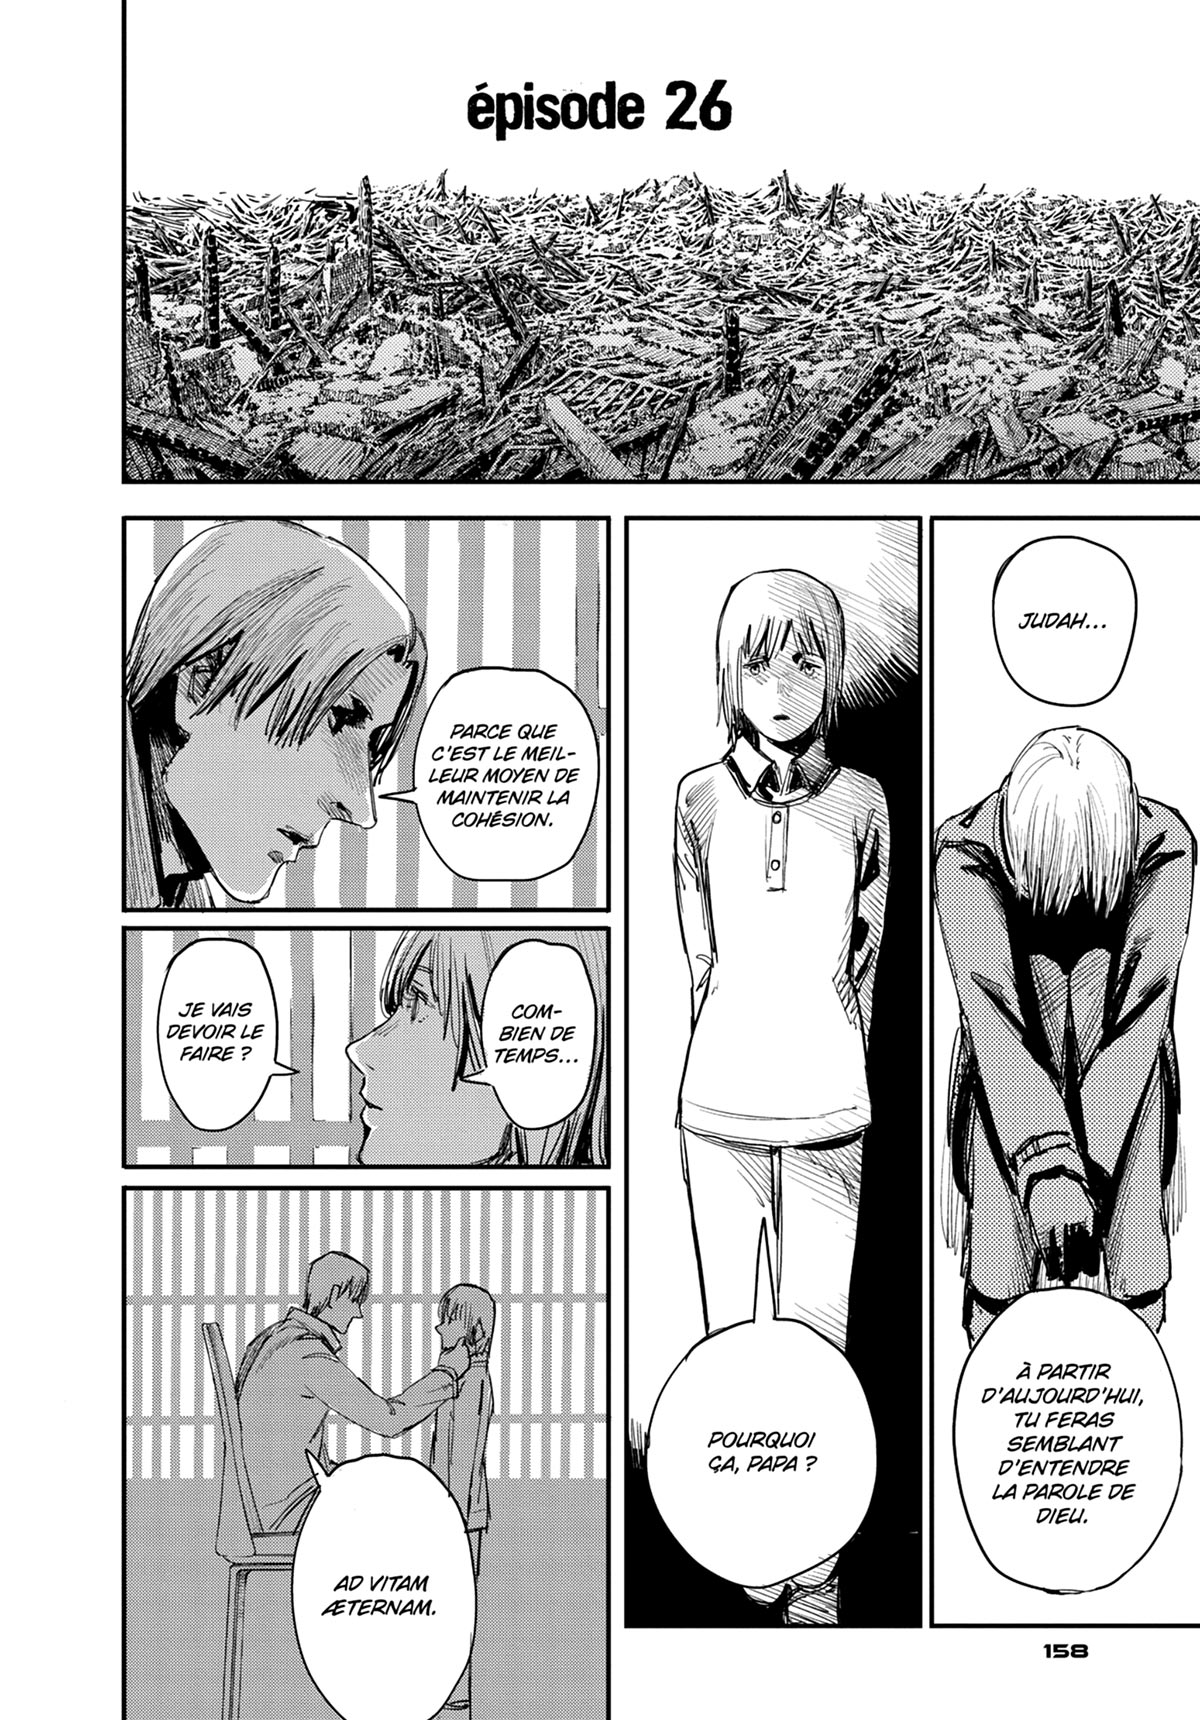 épisode 26
JUDAH...
À PARTIR
D'AUJOURD'HUI,
TU FERAS
SEMBLANT
D'ENTENDRE
LA PAROLE DE
DIEU.
POURQUOI
ÇA, PAPA ?
PARCE QUE
C'EST LE MEIL-
LEUR MOYEN DE
MAINTENIR LA
COHÉSION.
COM-
BIEN DE
TEMPS...
JE VAIS
DEVOIR LE
FAIRE ?
AD VITAM
ÆTERNAM.
158